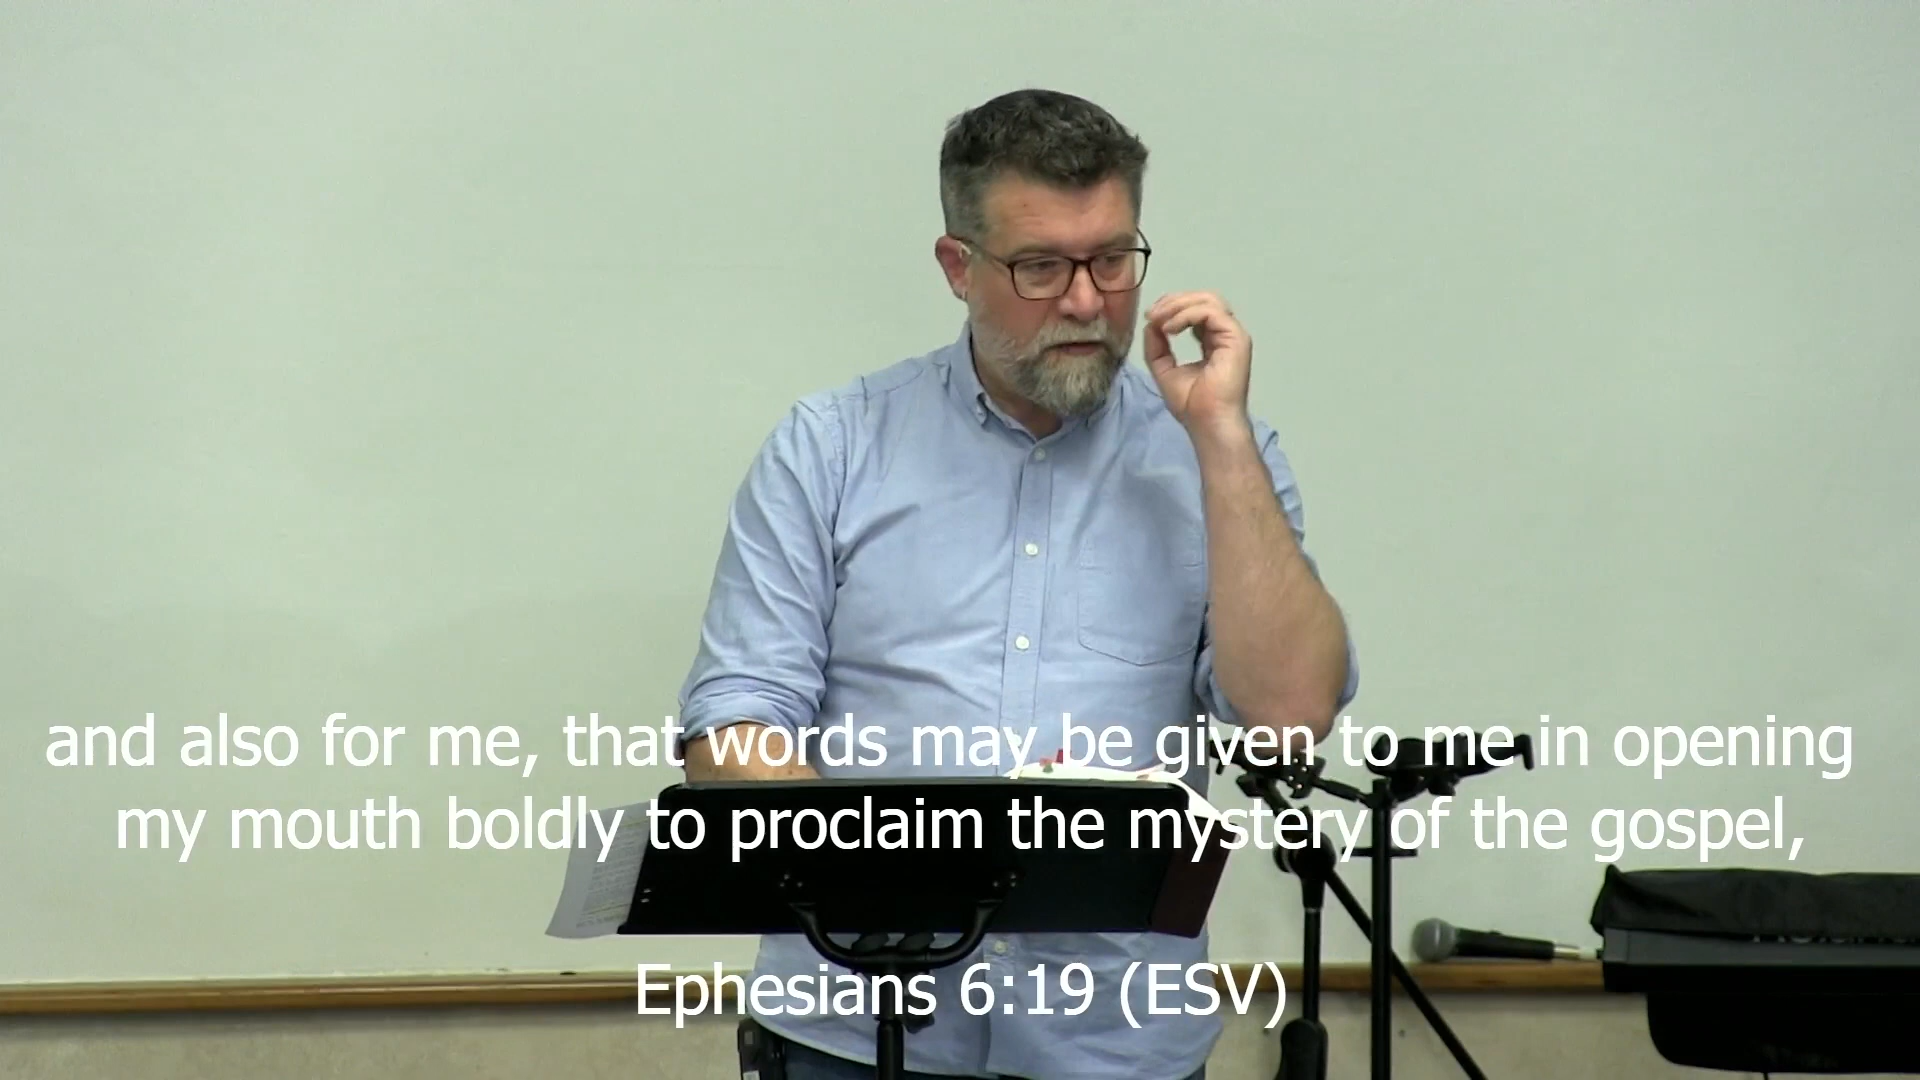 and also for me, that words may be given to me in opening
my mouth boldly to proclaim the mystery of the gospel,
Ephesians 6:19 (ESV)